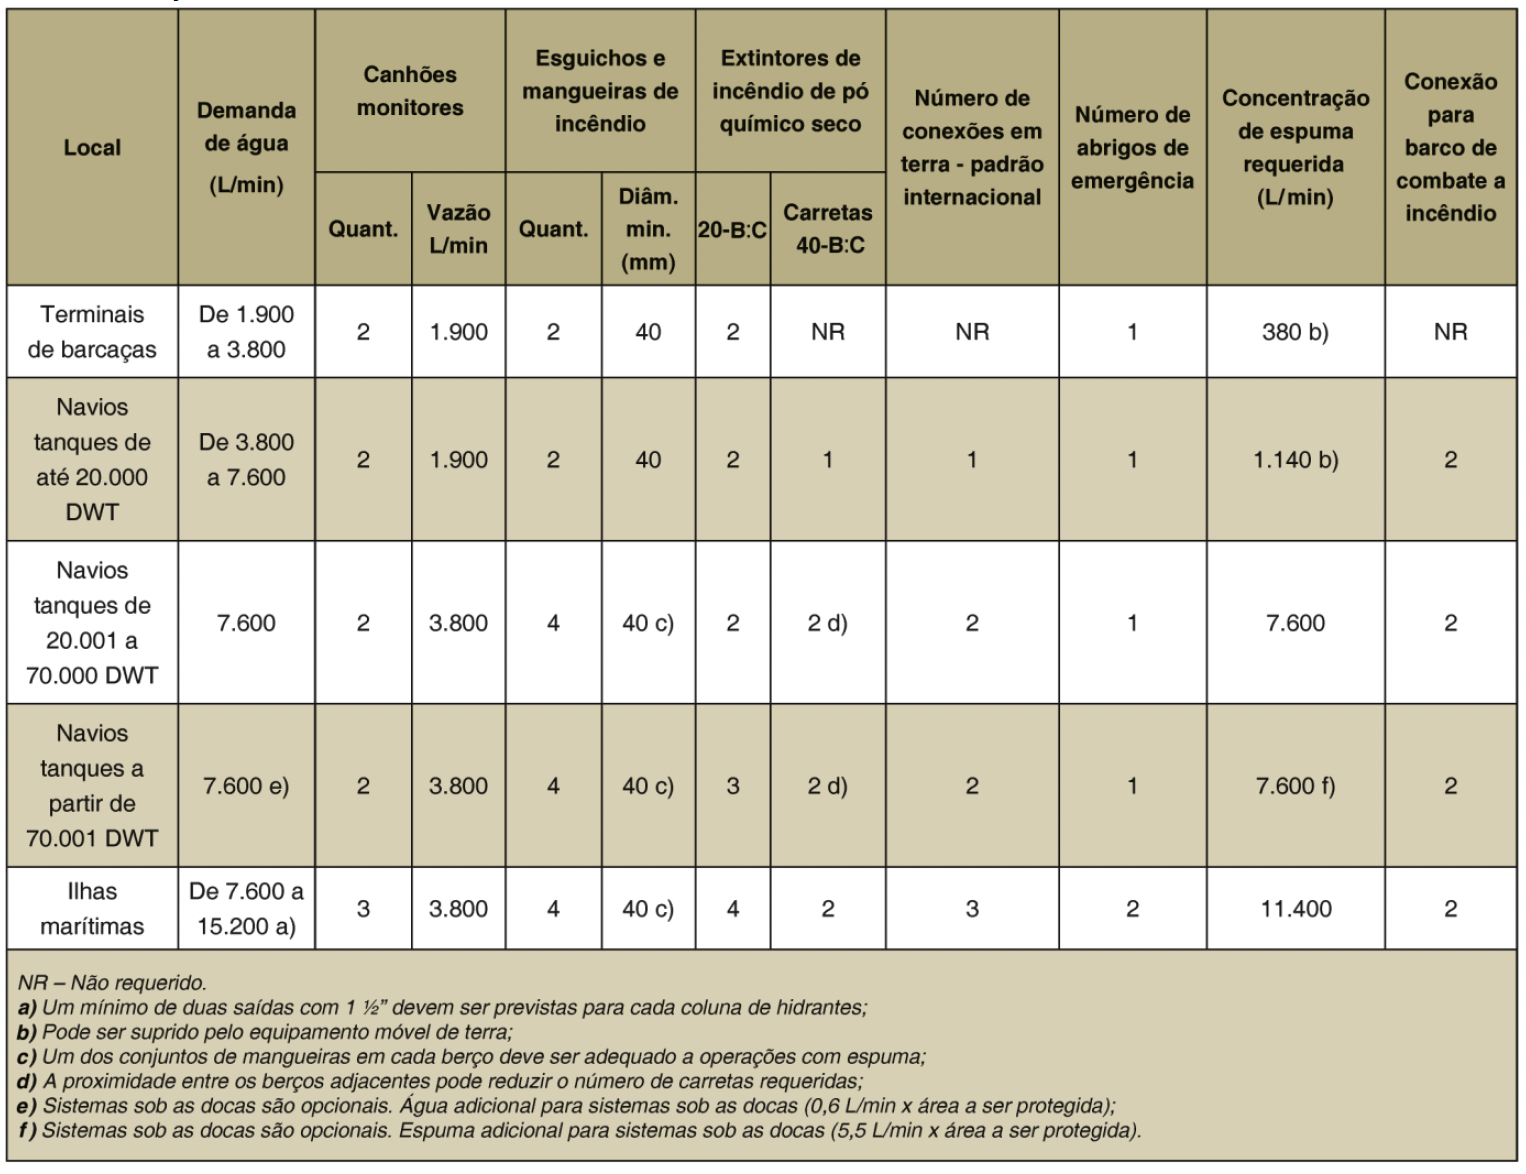 Local
Demanda
de água
(L/min)
Canhões
monitores
Esguichos e
mangueiras de
incêndio
Extintores de
incêndio de pó
químico seco
Número de
conexões em
terra - padrão
internacional
Número de
abrigos de
emergência
Concentração
de espuma
requerida
(L/min)
Conexão
para
barco de
combate a
incêndio
Quant.
Vazão
L/min
Quant.
Diâm.
min.
(mm)
20-B:C
Carretas
40-B:C
Terminais
de barcaças
De 1.900
a 3.800
2
1.900
2
40
2
NR
NR
1
380 b)
NR
Navios
tanques de
até 20.000
DWT
De 3.800
a 7.600
2
1.900
2
40
2
1
1
1
1.140 b)
2
Navios
tanques de
20.001 a
70.000 DWT
7.600
2
3.800
4
40 c)
2
2 d)
2
1
7.600
2
Navios
tanques a
partir de
70.001 DWT
7.600 e)
2
3.800
4
40 c)
3
2 d)
2
1
7.600 f)
2
Ilhas
marítimas
De 7.600 a
15.200 a)
3
3.800
4
40 c)
4
2
3
2
11.400
2
NR – Não requerido.
a) Um mínimo de duas saídas com 1 ½” devem ser previstas para cada coluna de hidrantes;
b) Pode ser suprido pelo equipamento móvel de terra;
c) Um dos conjuntos de mangueiras em cada berço deve ser adequado a operações com espuma;
d) A proximidade entre os berços adjacentes pode reduzir o número de carretas requeridas;
e) Sistemas sob as docas são opcionais. Água adicional para sistemas sob as docas (0,6 L/min x área a ser protegida);
f) Sistemas sob as docas são opcionais. Espuma adicional para sistemas sob as docas (5,5 L/min x área a ser protegida).